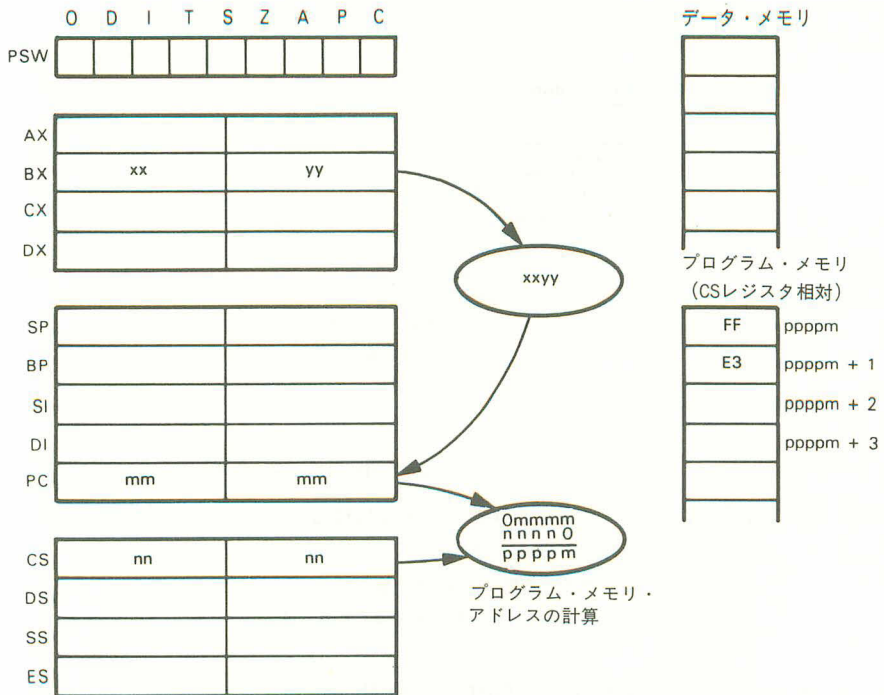 O D I T S Z A P C
PSW
データ・メモリ
AX
BX xx yy
CX
DX
xxyy
プログラム・メモリ
(CSレジスタ相対)
SP
BP
SI
DI
PC mm mm
FF ppppm
E3 ppppm + 1
ppppm + 2
ppppm + 3
0mmmm
nnnn0
ppppm
CS nn nn
DS
SS
ES
プログラム・メモリ・
アドレスの計算